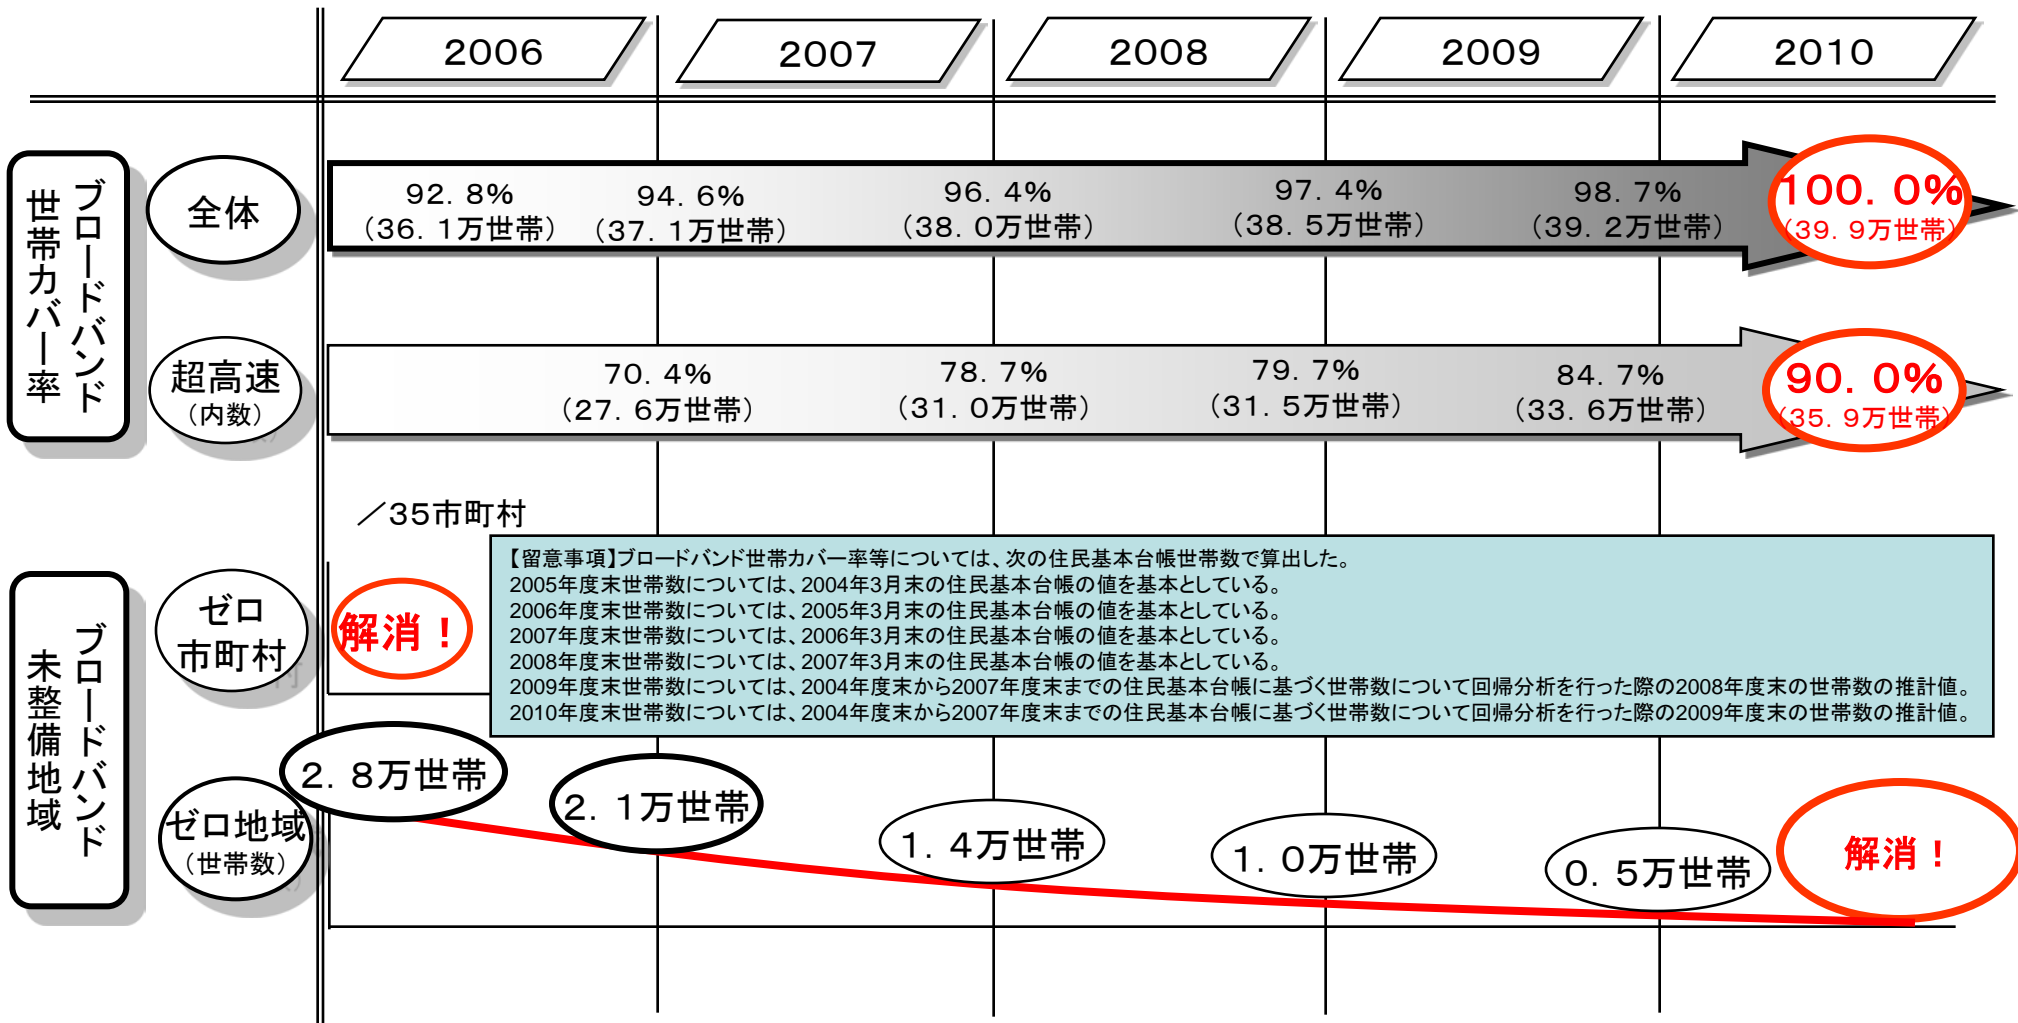 2006
2007
2008
2009
2010
ブロードバンド
世帯カバー率
全体
92.8%
(36.1万世帯)
94.6%
(37.1万世帯)
96.4%
(38.0万世帯)
97.4%
(38.5万世帯)
98.7%
(39.2万世帯)
100.0%
(39.9万世帯)
超高速
(内数)
70.4%
(27.6万世帯)
78.7%
(31.0万世帯)
79.7%
(31.5万世帯)
84.7%
(33.6万世帯)
90.0%
(35.9万世帯)
／35市町村
ブロードバンド
未整備地域
ゼロ
市町村
解消！
【留意事項】ブロードバンド世帯カバー率等については、次の住民基本台帳世帯数で算出した。
2005年度末世帯数については、2004年3月末の住民基本台帳の値を基本としている。
2006年度末世帯数については、2005年3月末の住民基本台帳の値を基本としている。
2007年度末世帯数については、2006年3月末の住民基本台帳の値を基本としている。
2008年度末世帯数については、2007年3月末の住民基本台帳の値を基本としている。
2009年度末世帯数については、2004年度末から2007年度末までの住民基本台帳に基づく世帯数について回帰分析を行った際の2008年度末の世帯数の推計値。
2010年度末世帯数については、2004年度末から2007年度末までの住民基本台帳に基づく世帯数について回帰分析を行った際の2009年度末の世帯数の推計値。
ゼロ地域
(世帯数)
2.8万世帯
2.1万世帯
1.4万世帯
1.0万世帯
0.5万世帯
解消！